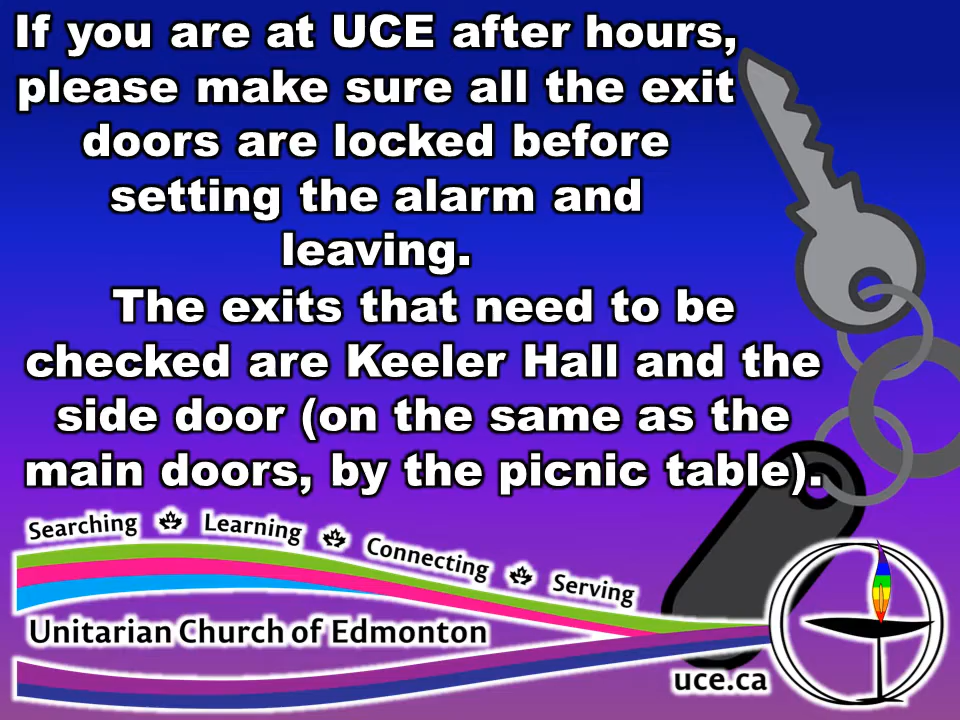 If you are at UCE after hours,
please make sure all the exit
doors are locked before
setting the alarm and
leaving.
The exits that need to be
checked are Keeler Hall and the
side door (on the same as the
main doors, by the picnic table).
Searching Learning Connecting Serving
Unitarian Church of Edmonton
uce.ca